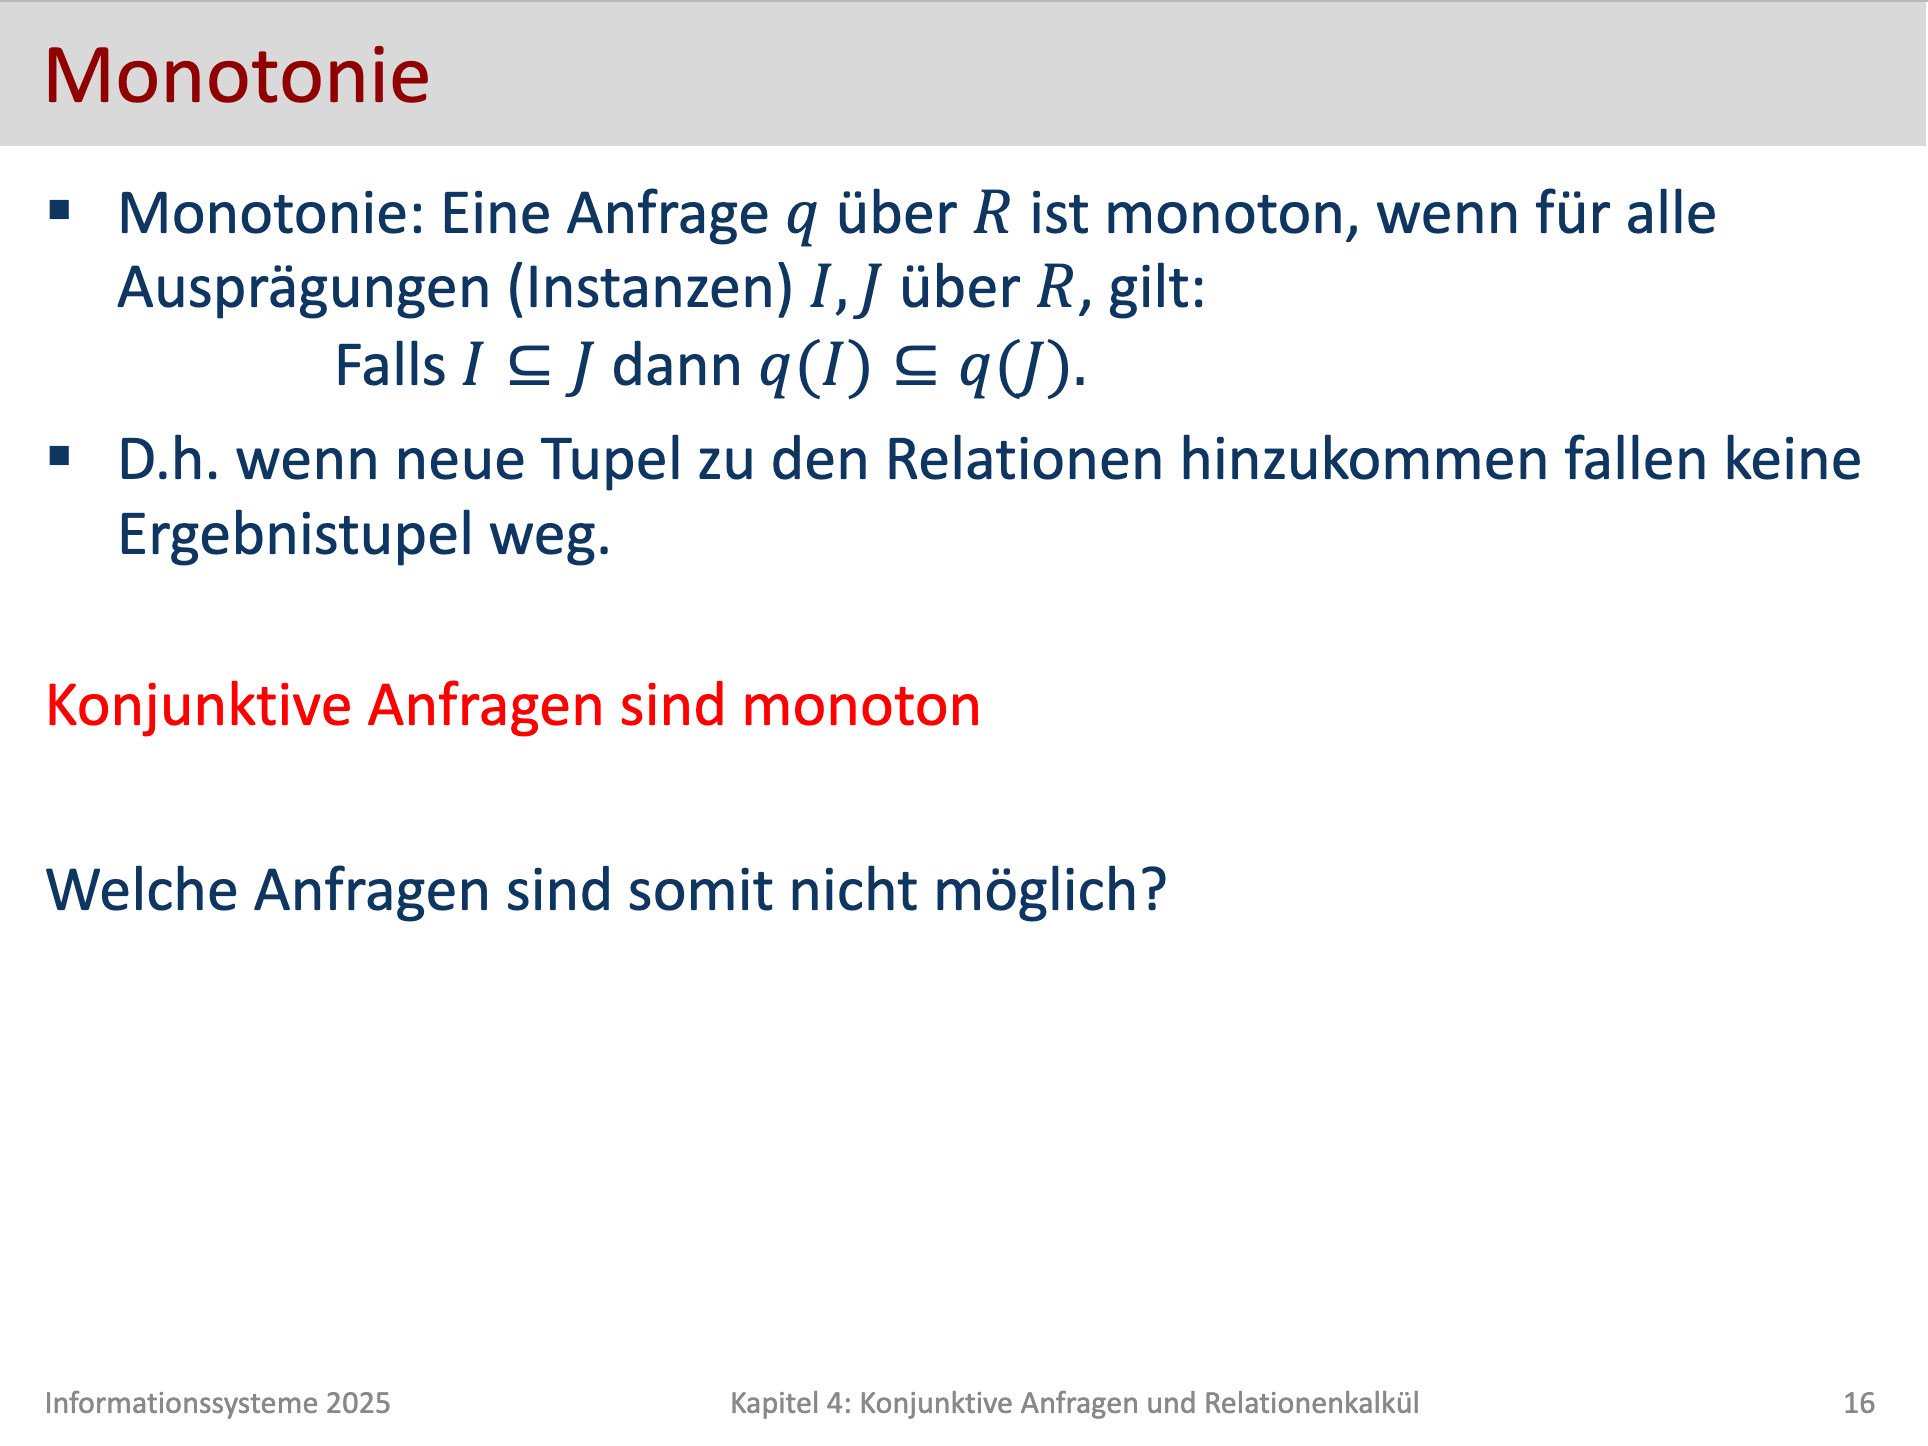 Monotonie
▪ Monotonie: Eine Anfrage q über R ist monoton, wenn für alle
Ausprägungen (Instanzen) I, J über R, gilt:
Falls I ⊆ J dann q(I) ⊆ q(J).
▪ D.h. wenn neue Tupel zu den Relationen hinzukommen fallen keine
Ergebnistupel weg.
Konjunktive Anfragen sind monoton
Welche Anfragen sind somit nicht möglich?
Informationssysteme 2025
Kapitel 4: Konjunktive Anfragen und Relationenkalkül
16